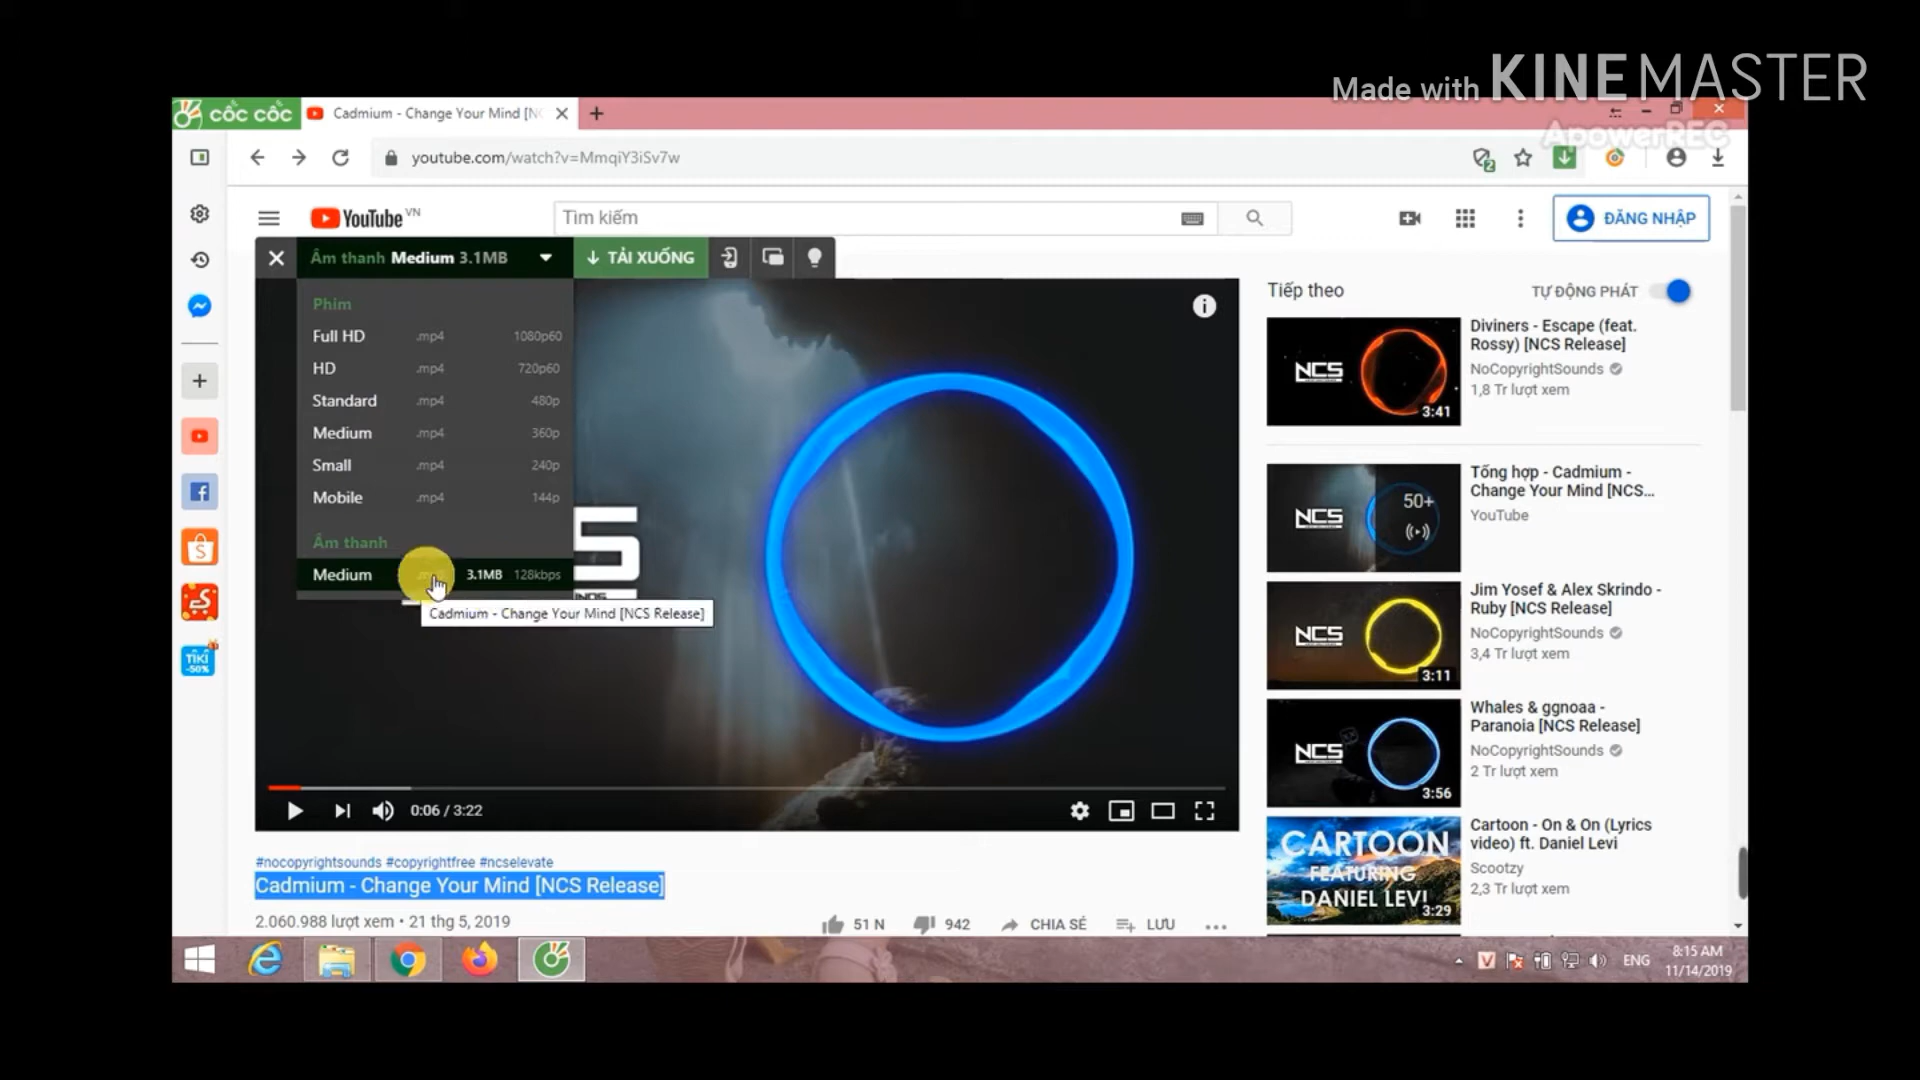 Made with KINEMASTER
ApowerREC
CỐC CỐC
Cadmium - Change Your Mind [NC
youtube.com/watch?v=MmqiY3iSv7w
2
YouTube VN
Tìm kiếm
ĐĂNG NHẬP
Âm thanh Medium 3.1MB
TẢI XUỐNG
Phim
Full HD .mp4 1080p60
HD .mp4 720p60
Standard .mp4 480p
Medium .mp4 360p
Small .mp4 240p
Mobile .mp4 144p
Âm thanh
Medium 3.1MB 128kbps
Cadmium - Change Your Mind [NCS Release]
0:06 / 3:22
#nocopyrightsounds #copyrightfree #ncselevate
Cadmium - Change Your Mind [NCS Release]
2.060.988 lượt xem • 21 thg 5, 2019
51 N
942
CHIA SẺ
LƯU
Tiếp theo
TỰ ĐỘNG PHÁT
NCS
3:41
Diviners - Escape (feat.
Rossy) [NCS Release]
NoCopyrightSounds
1,8 Tr lượt xem
NCS
50+
Tổng hợp - Cadmium -
Change Your Mind [NCS...
YouTube
NCS
3:11
Jim Yosef & Alex Skrindo -
Ruby [NCS Release]
NoCopyrightSounds
3,4 Tr lượt xem
NCS
3:56
Whales & ggnoaa -
Paranoia [NCS Release]
NoCopyrightSounds
2 Tr lượt xem
CARTOON
FEATURING
DANIEL LEVI
3:29
Cartoon - On & On (Lyrics
video) ft. Daniel Levi
Scootzy
2,3 Tr lượt xem
TIKI
-50%
ENG
8:15 AM
11/14/2019